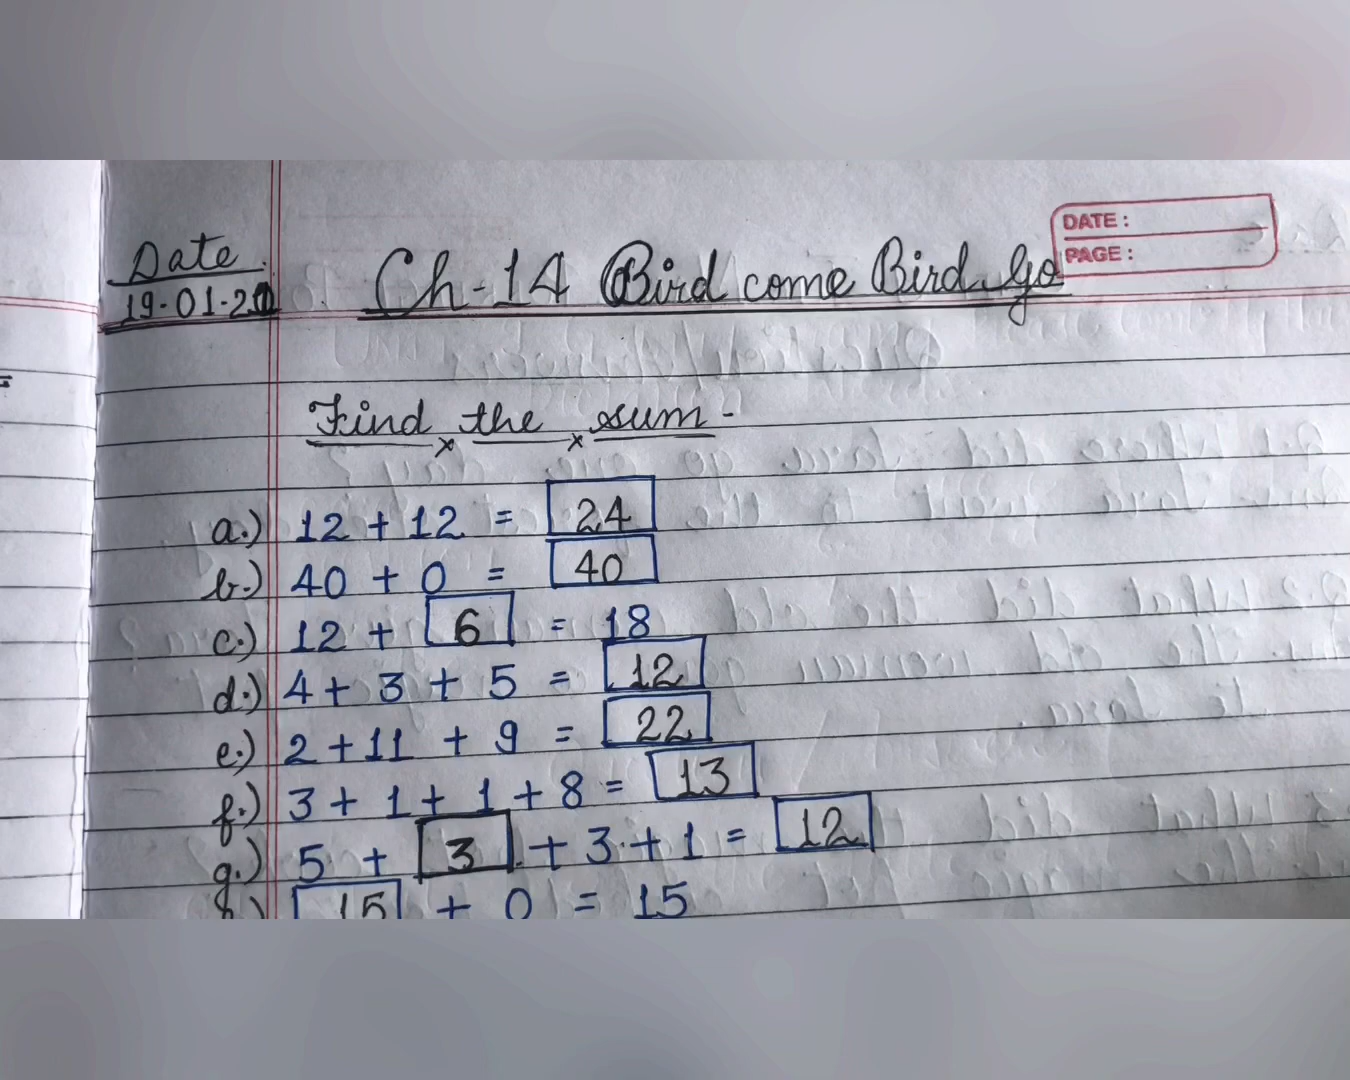 DATE :
PAGE :
Date
19-01-20
Ch-14 Bird come Bird Go
Find the sum -
a.) 12 + 12 = 24
b.) 40 + 0 = 40
c.) 12 + 6 = 18
d.) 4 + 3 + 5 = 12
e.) 2 + 11 + 9 = 22
f.) 3 + 1 + 1 + 8 = 13
g.) 5 + 3 + 3 + 1 = 12
15 + 0 = 15